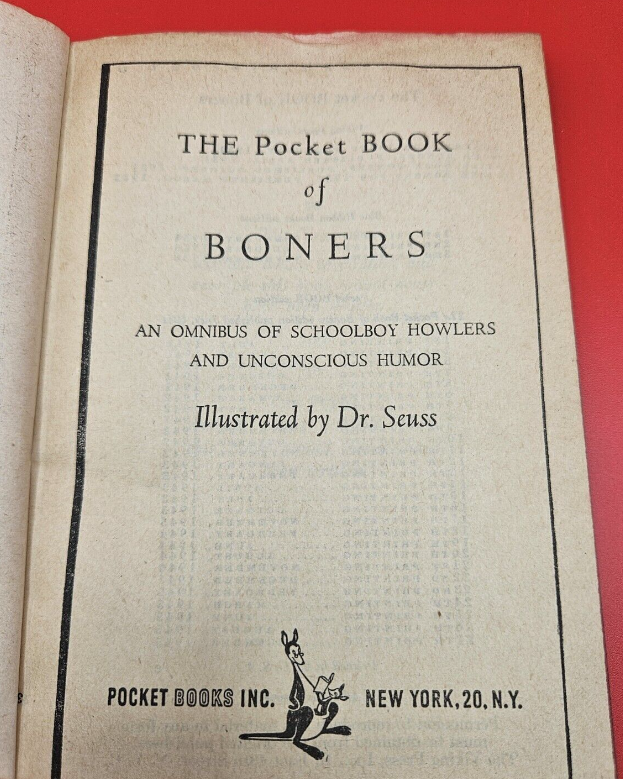 THE Pocket BOOK
of
BONERS
AN OMNIBUS OF SCHOOLBOY HOWLERS
AND UNCONSCIOUS HUMOR
Illustrated by Dr. Seuss
POCKET BOOKS INC. NEW YORK, 20, N.Y.